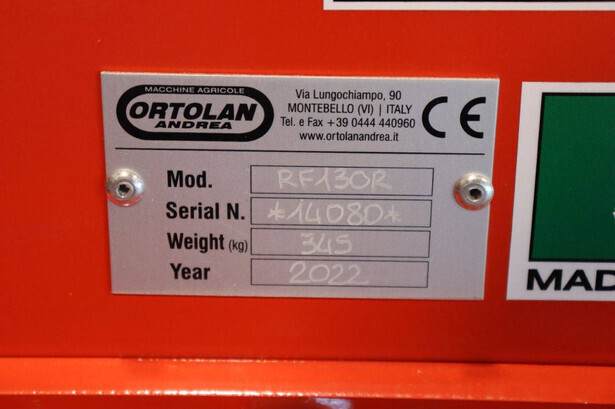 MACCHINE AGRICOLE
ORTOLAN
ANDREA
Via Lungochiampo, 90
MONTEBELLO (VI) | ITALY
Tel. e Fax +39 0444 440960
www.ortolanandrea.it
CE
Mod. RF130R
Serial N. *14080*
Weight (kg) 345
Year 2022
MAD